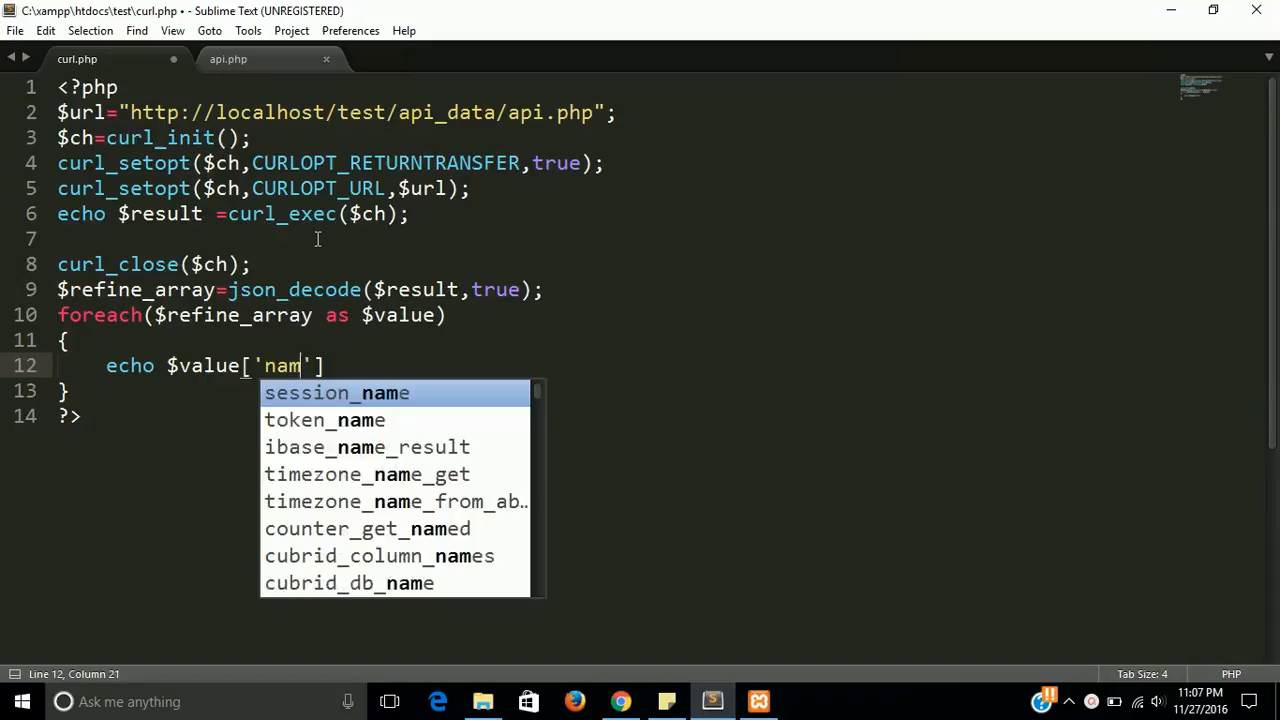 C:\xampp\htdocs\test\curl.php • - Sublime Text (UNREGISTERED)
File Edit Selection Find View Goto Tools Project Preferences Help
curl.php api.php
1 <?php
2 $url="http://localhost/test/api_data/api.php";
3 $ch=curl_init();
4 curl_setopt($ch,CURLOPT_RETURNTRANSFER,true);
5 curl_setopt($ch,CURLOPT_URL,$url);
6 echo $result =curl_exec($ch);
7
8 curl_close($ch);
9 $refine_array=json_decode($result,true);
10 foreach($refine_array as $value)
11 {
12 echo $value['nam']
session_name
token_name
ibase_name_result
timezone_name_get
timezone_name_from_ab..
counter_get_named
cubrid_column_names
cubrid_db_name
13 }
14 ?>
Line 12, Column 21 Tab Size: 4 PHP
Ask me anything
11:07 PM
11/27/2016